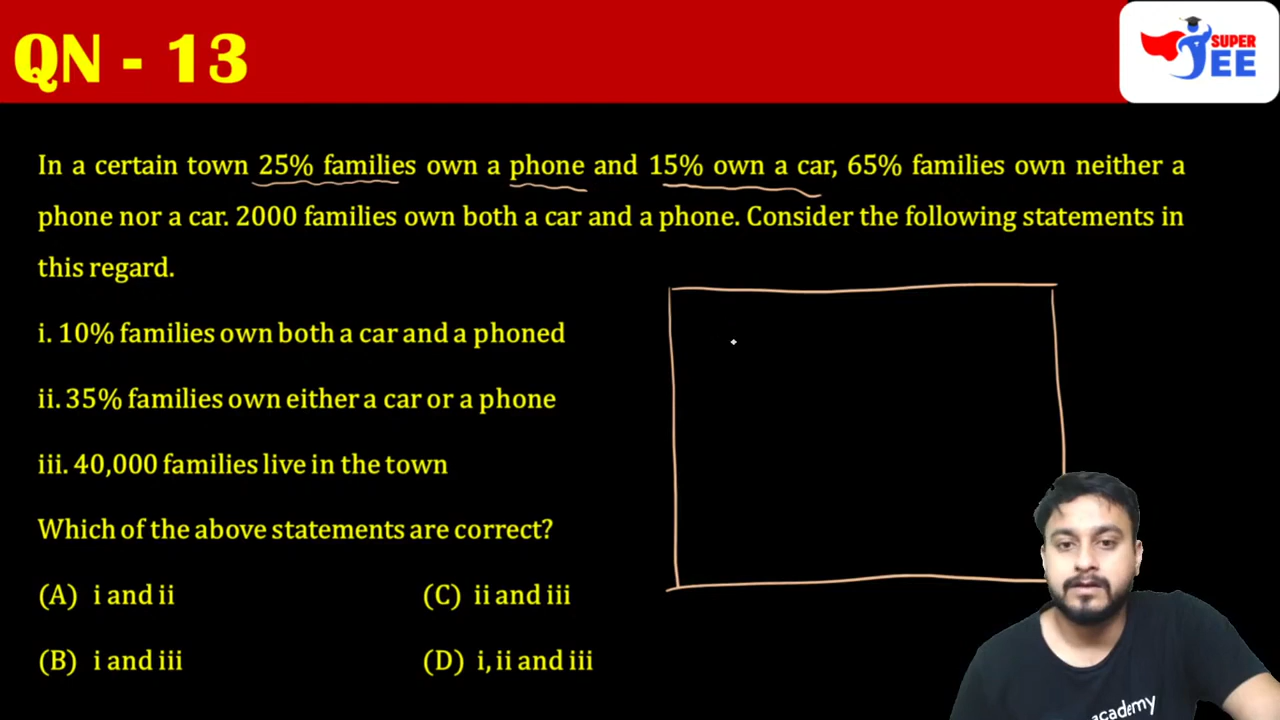 QN - 13
SUPER
JEE
In a certain town 25% families own a phone and 15% own a car, 65% families own neither a
phone nor a car. 2000 families own both a car and a phone. Consider the following statements in
this regard.
i. 10% families own both a car and a phoned
ii. 35% families own either a car or a phone
iii. 40,000 families live in the town
Which of the above statements are correct?
(A) i and ii
(C) ii and iii
(B) i and iii
(D) i, ii and iii
academy